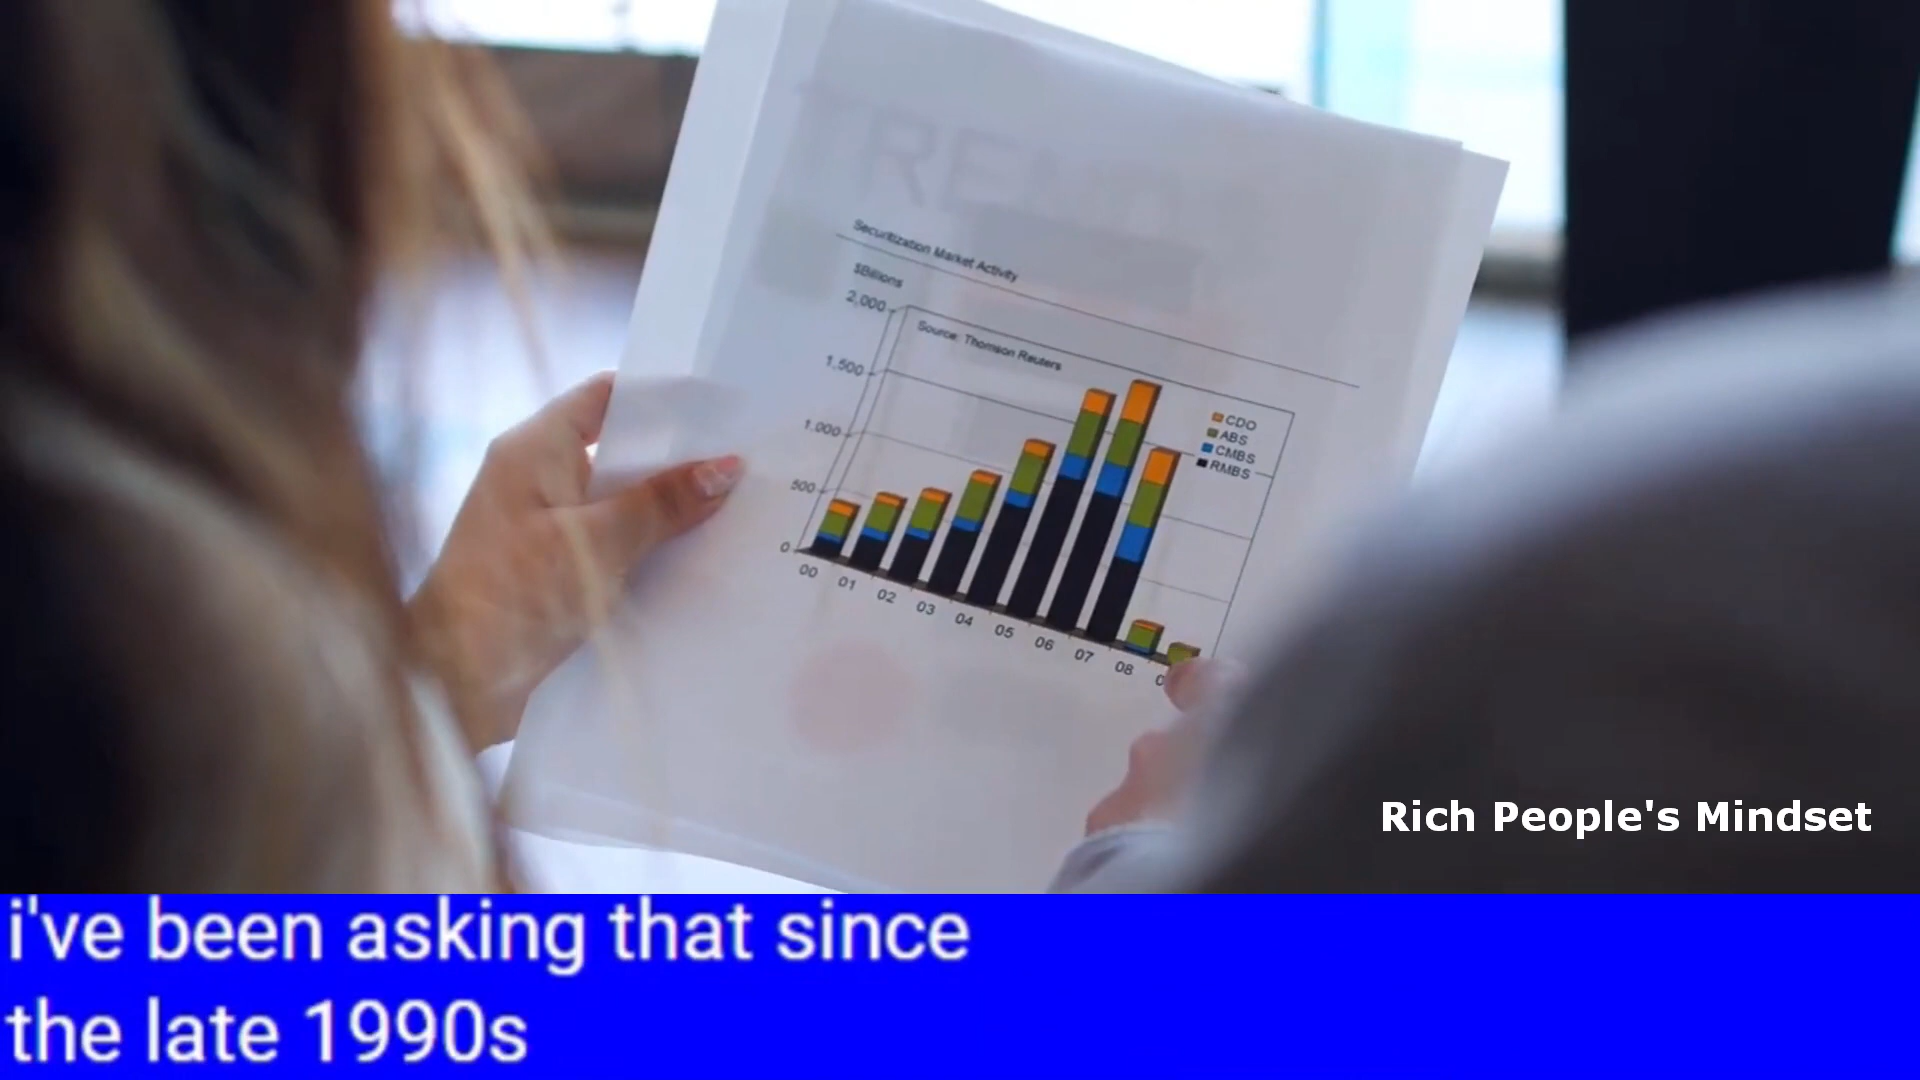 TREND
Securitization Market Activity
$Billions
2,000
Source: Thomson Reuters
1,500
1,000
500
0
CDO
ABS
CMBS
RMBS
00
01
02
03
04
05
06
07
08
Rich People's Mindset
i've been asking that since
the late 1990s